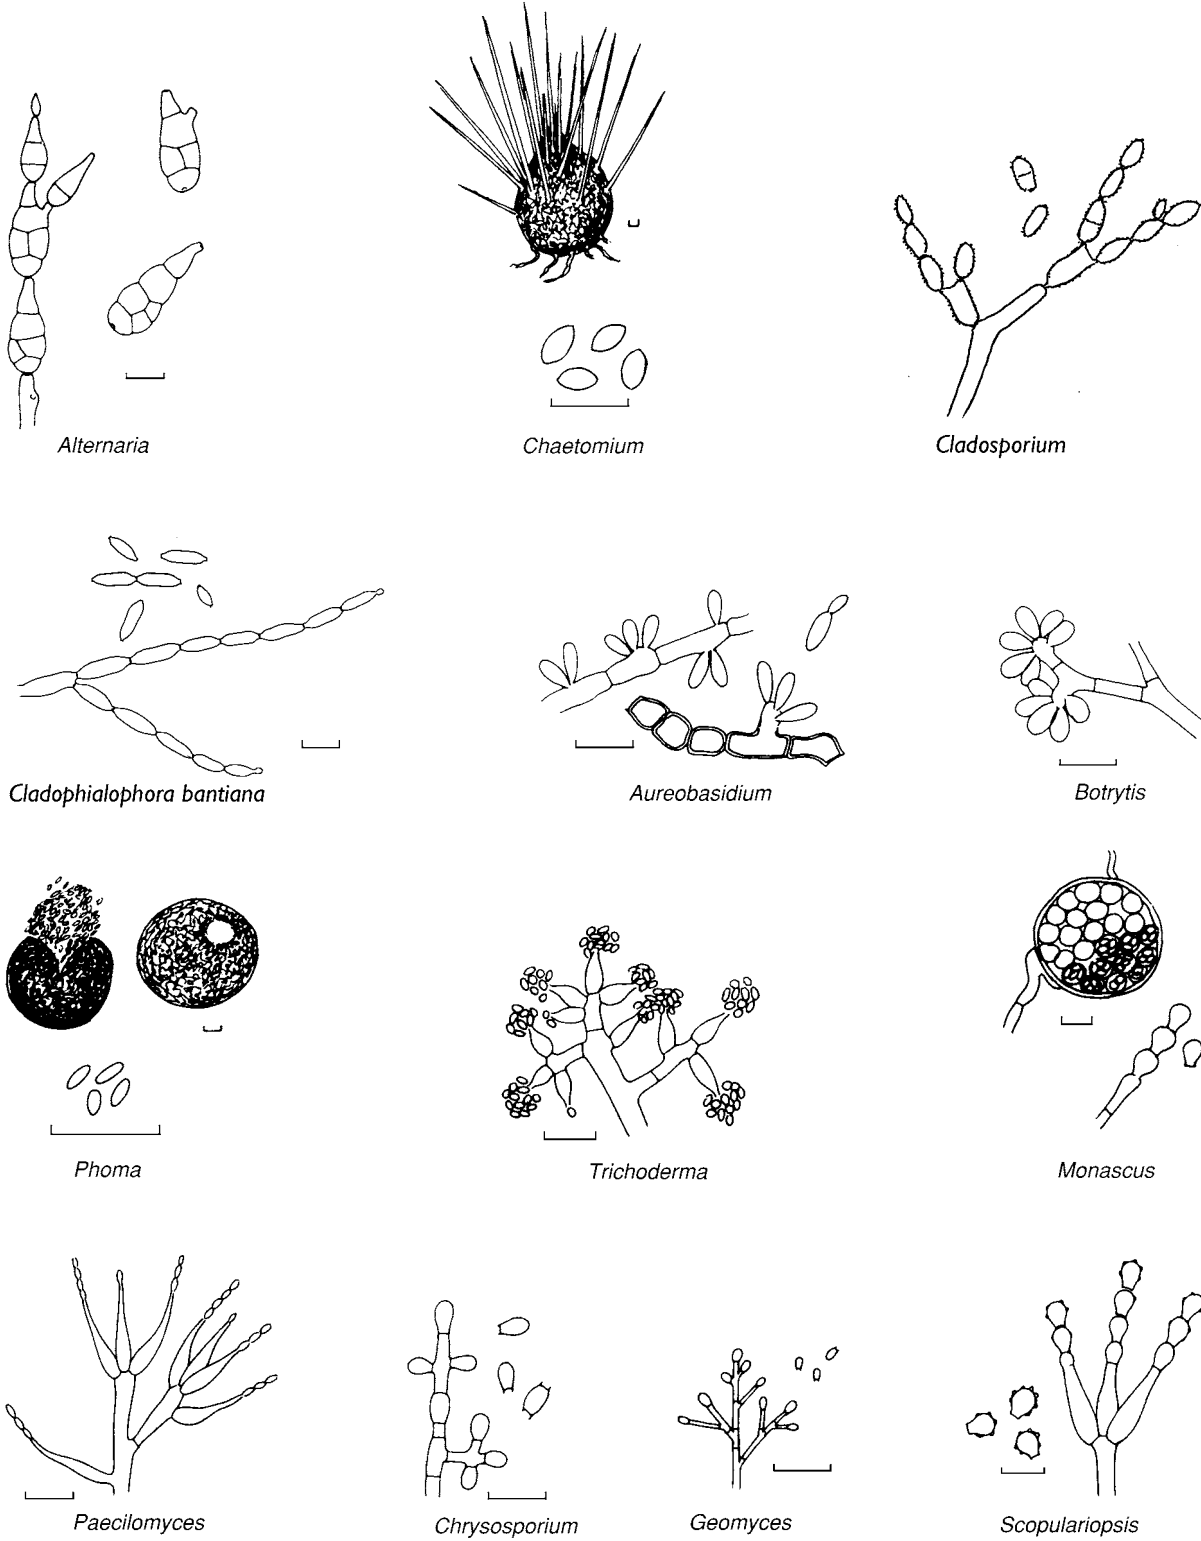 Alternaria
Chaetomium
Cladosporium
Cladophialophora bantiana
Aureobasidium
Botrytis
Phoma
Trichoderma
Monascus
Paecilomyces
Chrysosporium
Geomyces
Scopulariopsis